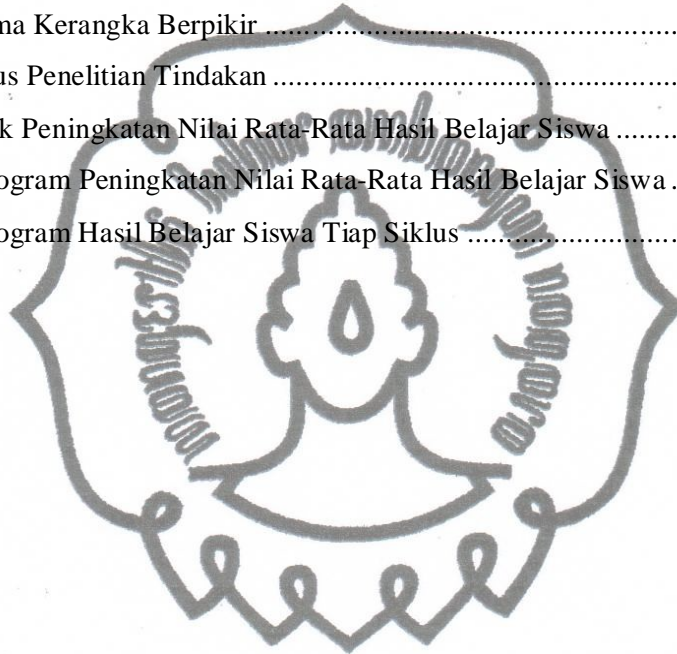 ma Kerangka Berpikir ......................................................
us Penelitian Tindakan .....................................................
k Peningkatan Nilai Rata-Rata Hasil Belajar Siswa .........
ogram Peningkatan Nilai Rata-Rata Hasil Belajar Siswa ..
ogram Hasil Belajar Siswa Tiap Siklus ............................